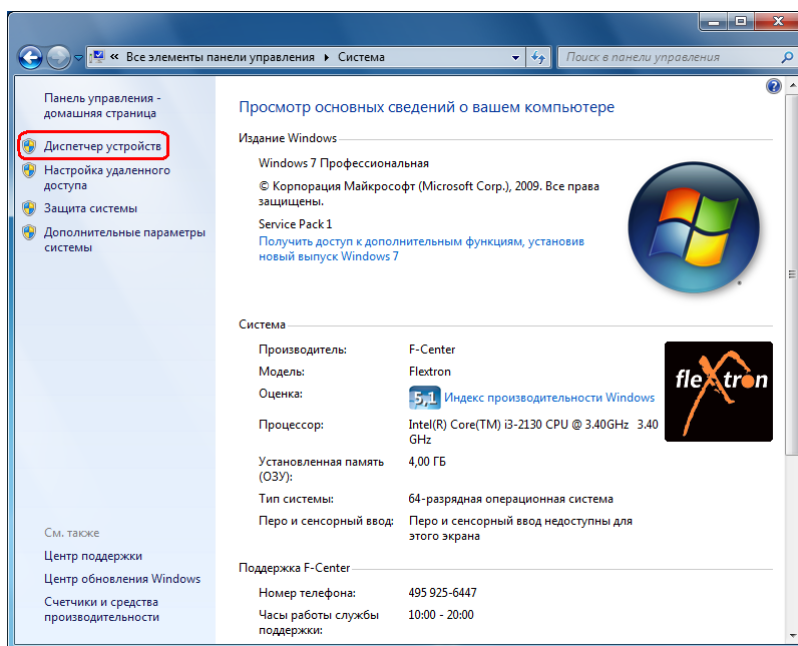 « Все элементы панели управления ▸ Система
Поиск в панели управления
Панель управления -
домашняя страница
Диспетчер устройств
Настройка удаленного
доступа
Защита системы
Дополнительные параметры
системы
См. также
Центр поддержки
Центр обновления Windows
Счетчики и средства
производительности
Просмотр основных сведений о вашем компьютере
Издание Windows
Windows 7 Профессиональная
© Корпорация Майкрософт (Microsoft Corp.), 2009. Все права
защищены.
Service Pack 1
Получить доступ к дополнительным функциям, установив
новый выпуск Windows 7
Система
Производитель: F-Center
Модель: Flextron
Оценка: 5,1 Индекс производительности Windows
Процессор: Intel(R) Core(TM) i3-2130 CPU @ 3.40GHz 3.40
GHz
Установленная память 4,00 ГБ
(ОЗУ):
Тип системы: 64-разрядная операционная система
Перо и сенсорный ввод: Перо и сенсорный ввод недоступны для
этого экрана
flextron
Поддержка F-Center
Номер телефона: 495 925-6447
Часы работы службы 10:00 - 20:00
поддержки: